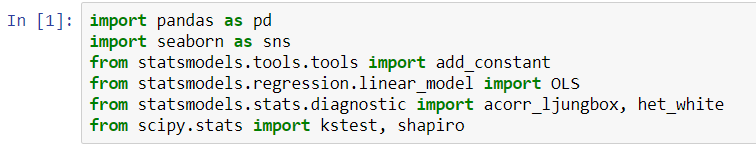 In [1]: import pandas as pd
import seaborn as sns
from statsmodels.tools.tools import add_constant
from statsmodels.regression.linear_model import OLS
from statsmodels.stats.diagnostic import acorr_ljungbox, het_white
from scipy.stats import kstest, shapiro